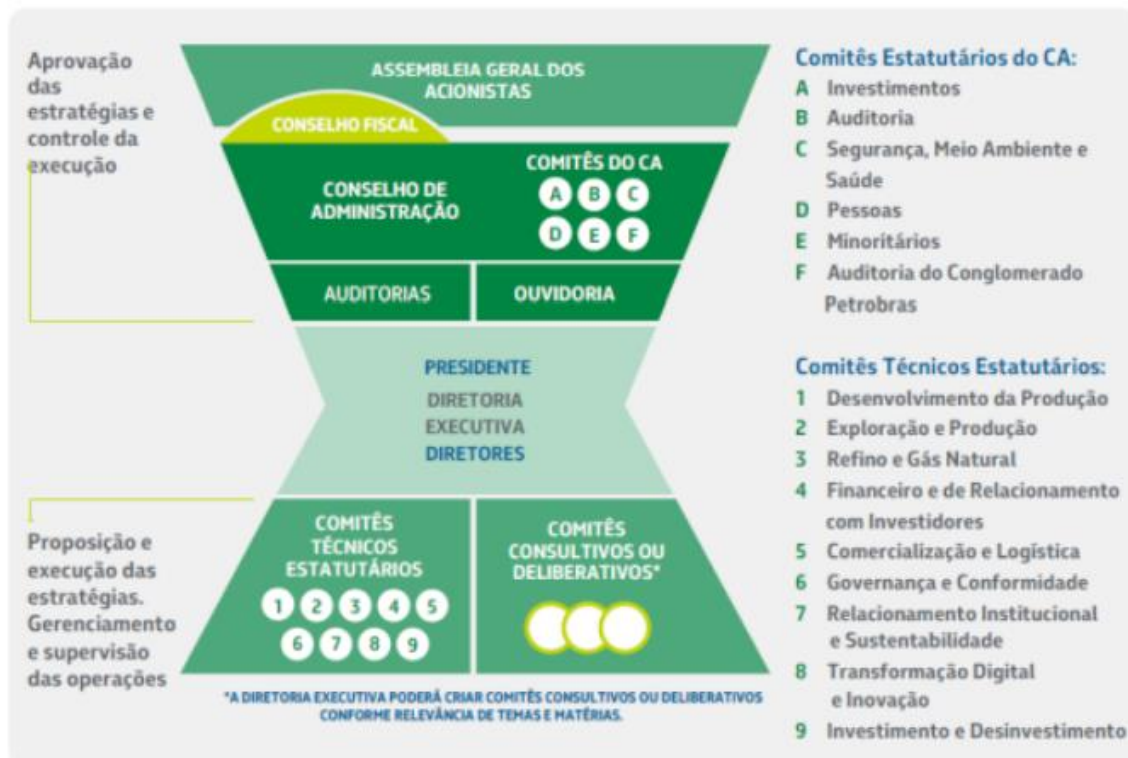 Aprovação
das
estratégias e
controle da
execução
ASSEMBLEIA GERAL DOS
ACIONISTAS
CONSELHO FISCAL
CONSELHO DE
ADMINISTRAÇÃO
COMITÊS DO CA
A B C
D E F
AUDITORIAS
OUVIDORIA
PRESIDENTE
DIRETORIA
EXECUTIVA
DIRETORES
Proposição e
execução das
estratégias.
Gerenciamento
e supervisão
das operações
COMITÊS
TÉCNICOS
ESTATUTÁRIOS
1 2 3 4 5
6 7 8 9
COMITÊS
CONSULTIVOS OU
DELIBERATIVOS*
*A DIRETORIA EXECUTIVA PODERÁ CRIAR COMITÊS CONSULTIVOS OU DELIBERATIVOS
CONFORME RELEVÂNCIA DE TEMAS E MATÉRIAS.
Comitês Estatutários do CA:
A Investimentos
B Auditoria
C Segurança, Meio Ambiente e
Saúde
D Pessoas
E Minoritários
F Auditoria do Conglomerado
Petrobras
Comitês Técnicos Estatutários:
1 Desenvolvimento da Produção
2 Exploração e Produção
3 Refino e Gás Natural
4 Financeiro e de Relacionamento
com Investidores
5 Comercialização e Logística
6 Governança e Conformidade
7 Relacionamento Institucional
e Sustentabilidade
8 Transformação Digital
e Inovação
9 Investimento e Desinvestimento